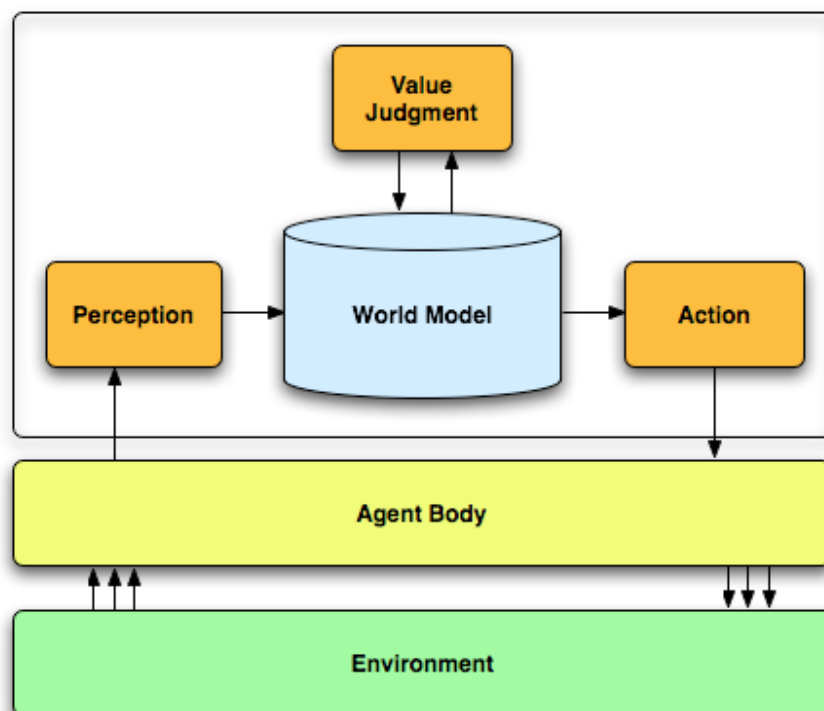 Value
Judgment
Perception
World Model
Action
Agent Body
Environment